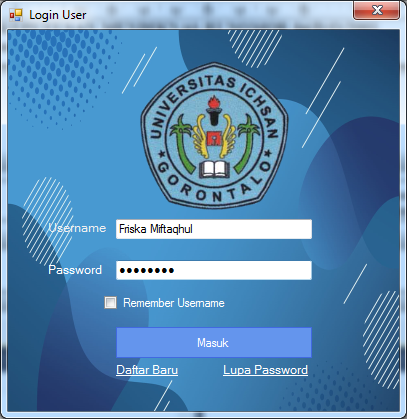 Login User
UNIVERSITAS ICHSAN
GORONTALO
Username
Friska Miftaqhul
Password
Remember Username
Masuk
Daftar Baru
Lupa Password